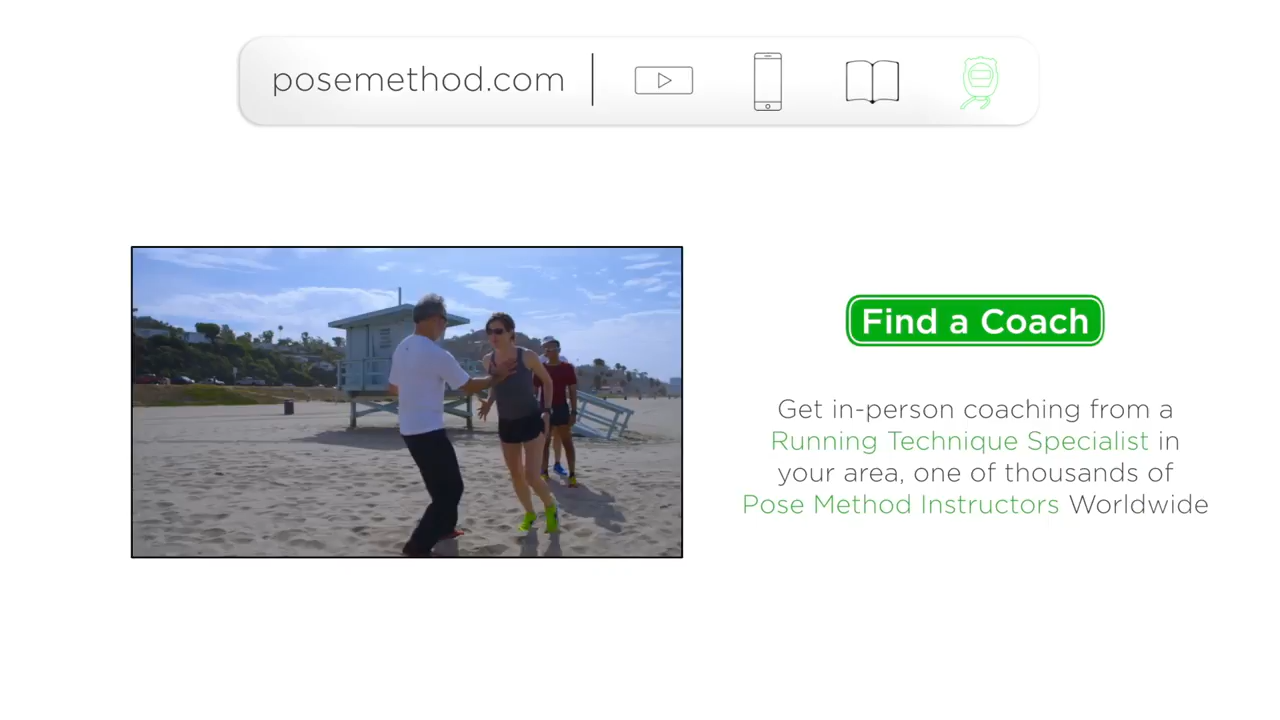 posemethod.com
Find a Coach
Get in-person coaching from a
Running Technique Specialist in
your area, one of thousands of
Pose Method Instructors Worldwide